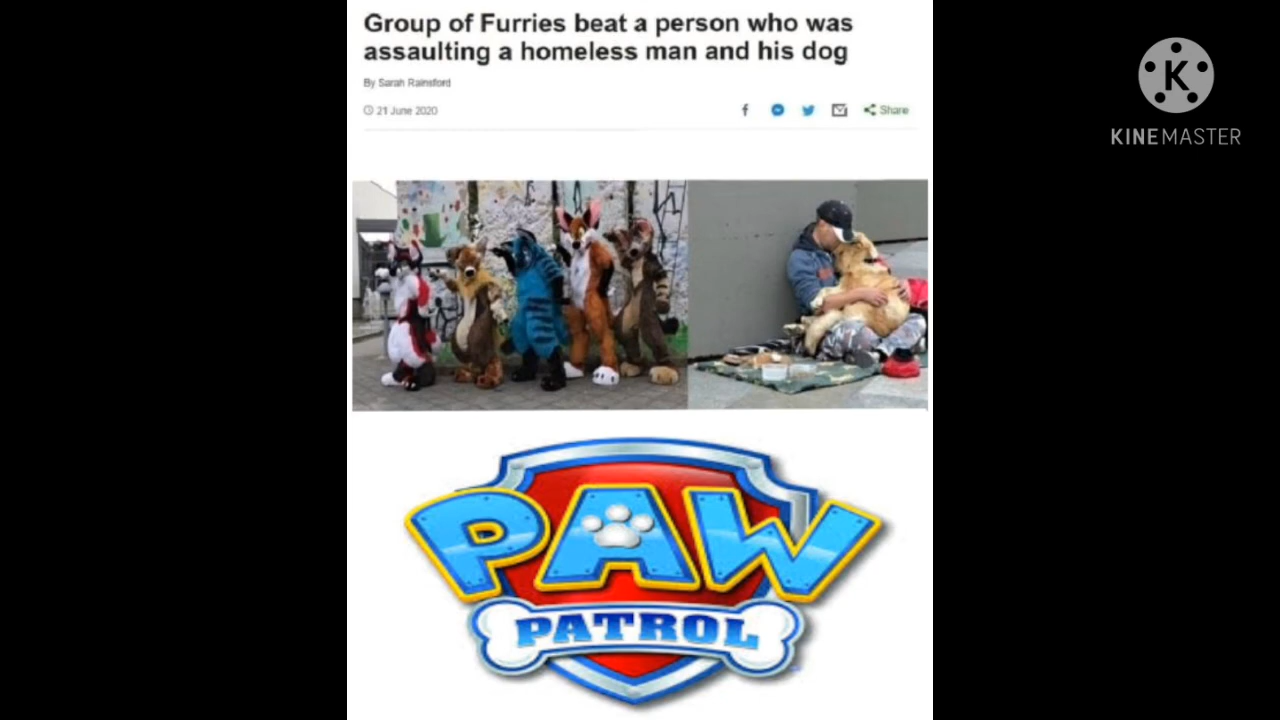 Group of Furries beat a person who was
assaulting a homeless man and his dog
By Sarah Rainsford
21 June 2020
Share
K
KINEMASTER
PAW
PATROL